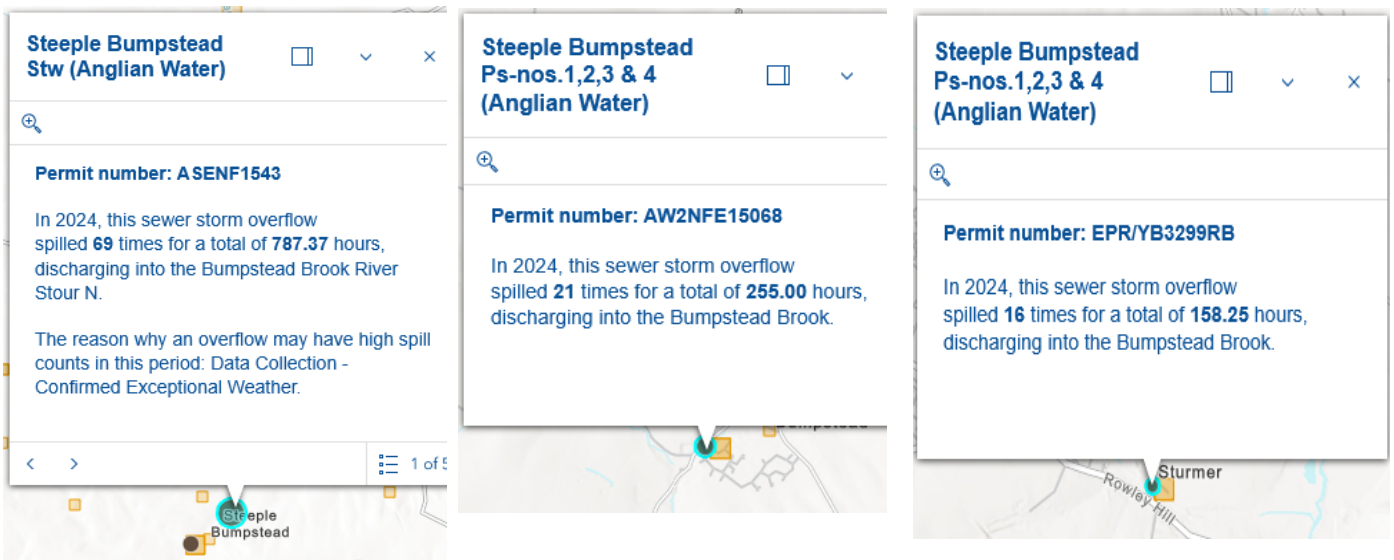 Steeple Bumpstead
Stw (Anglian Water)
Permit number: ASENF1543
In 2024, this sewer storm overflow
spilled 69 times for a total of 787.37 hours,
discharging into the Bumpstead Brook River
Stour N.
The reason why an overflow may have high spill
counts in this period: Data Collection -
Confirmed Exceptional Weather.
1 of 5
Steeple
Bumpstead
Steeple Bumpstead
Ps-nos.1,2,3 & 4
(Anglian Water)
Permit number: AW2NFE15068
In 2024, this sewer storm overflow
spilled 21 times for a total of 255.00 hours,
discharging into the Bumpstead Brook.
Bumpstead
Steeple Bumpstead
Ps-nos.1,2,3 & 4
(Anglian Water)
Permit number: EPR/YB3299RB
In 2024, this sewer storm overflow
spilled 16 times for a total of 158.25 hours,
discharging into the Bumpstead Brook.
Sturmer
Rowley Hill